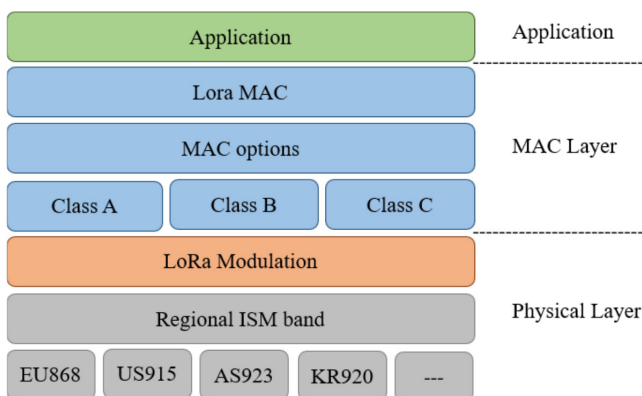 Application
Application
Lora MAC
MAC options
MAC Layer
Class A
Class B
Class C
LoRa Modulation
Regional ISM band
Physical Layer
EU868
US915
AS923
KR920
---